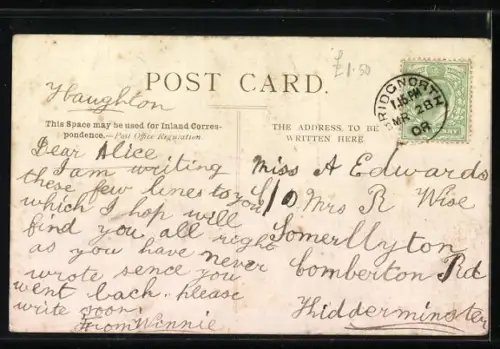 £1.50
POST CARD.
Haughton
This Space may be used for Inland Corres-
pondence.—Post Office Regulation.
THE ADDRESS TO BE
WRITTEN HERE
BRIDGNORTH
1.15 PM
MR 28
08
Dear Alice
I am writing
these few lines to you
which I hop will
find you all right
as you have never
wrote sence you
went back. please
write soon
From Winnie
Miss A Edwards
C/O Mrs R Wise
Somerllyton
Comberton Rd
Kidderminster